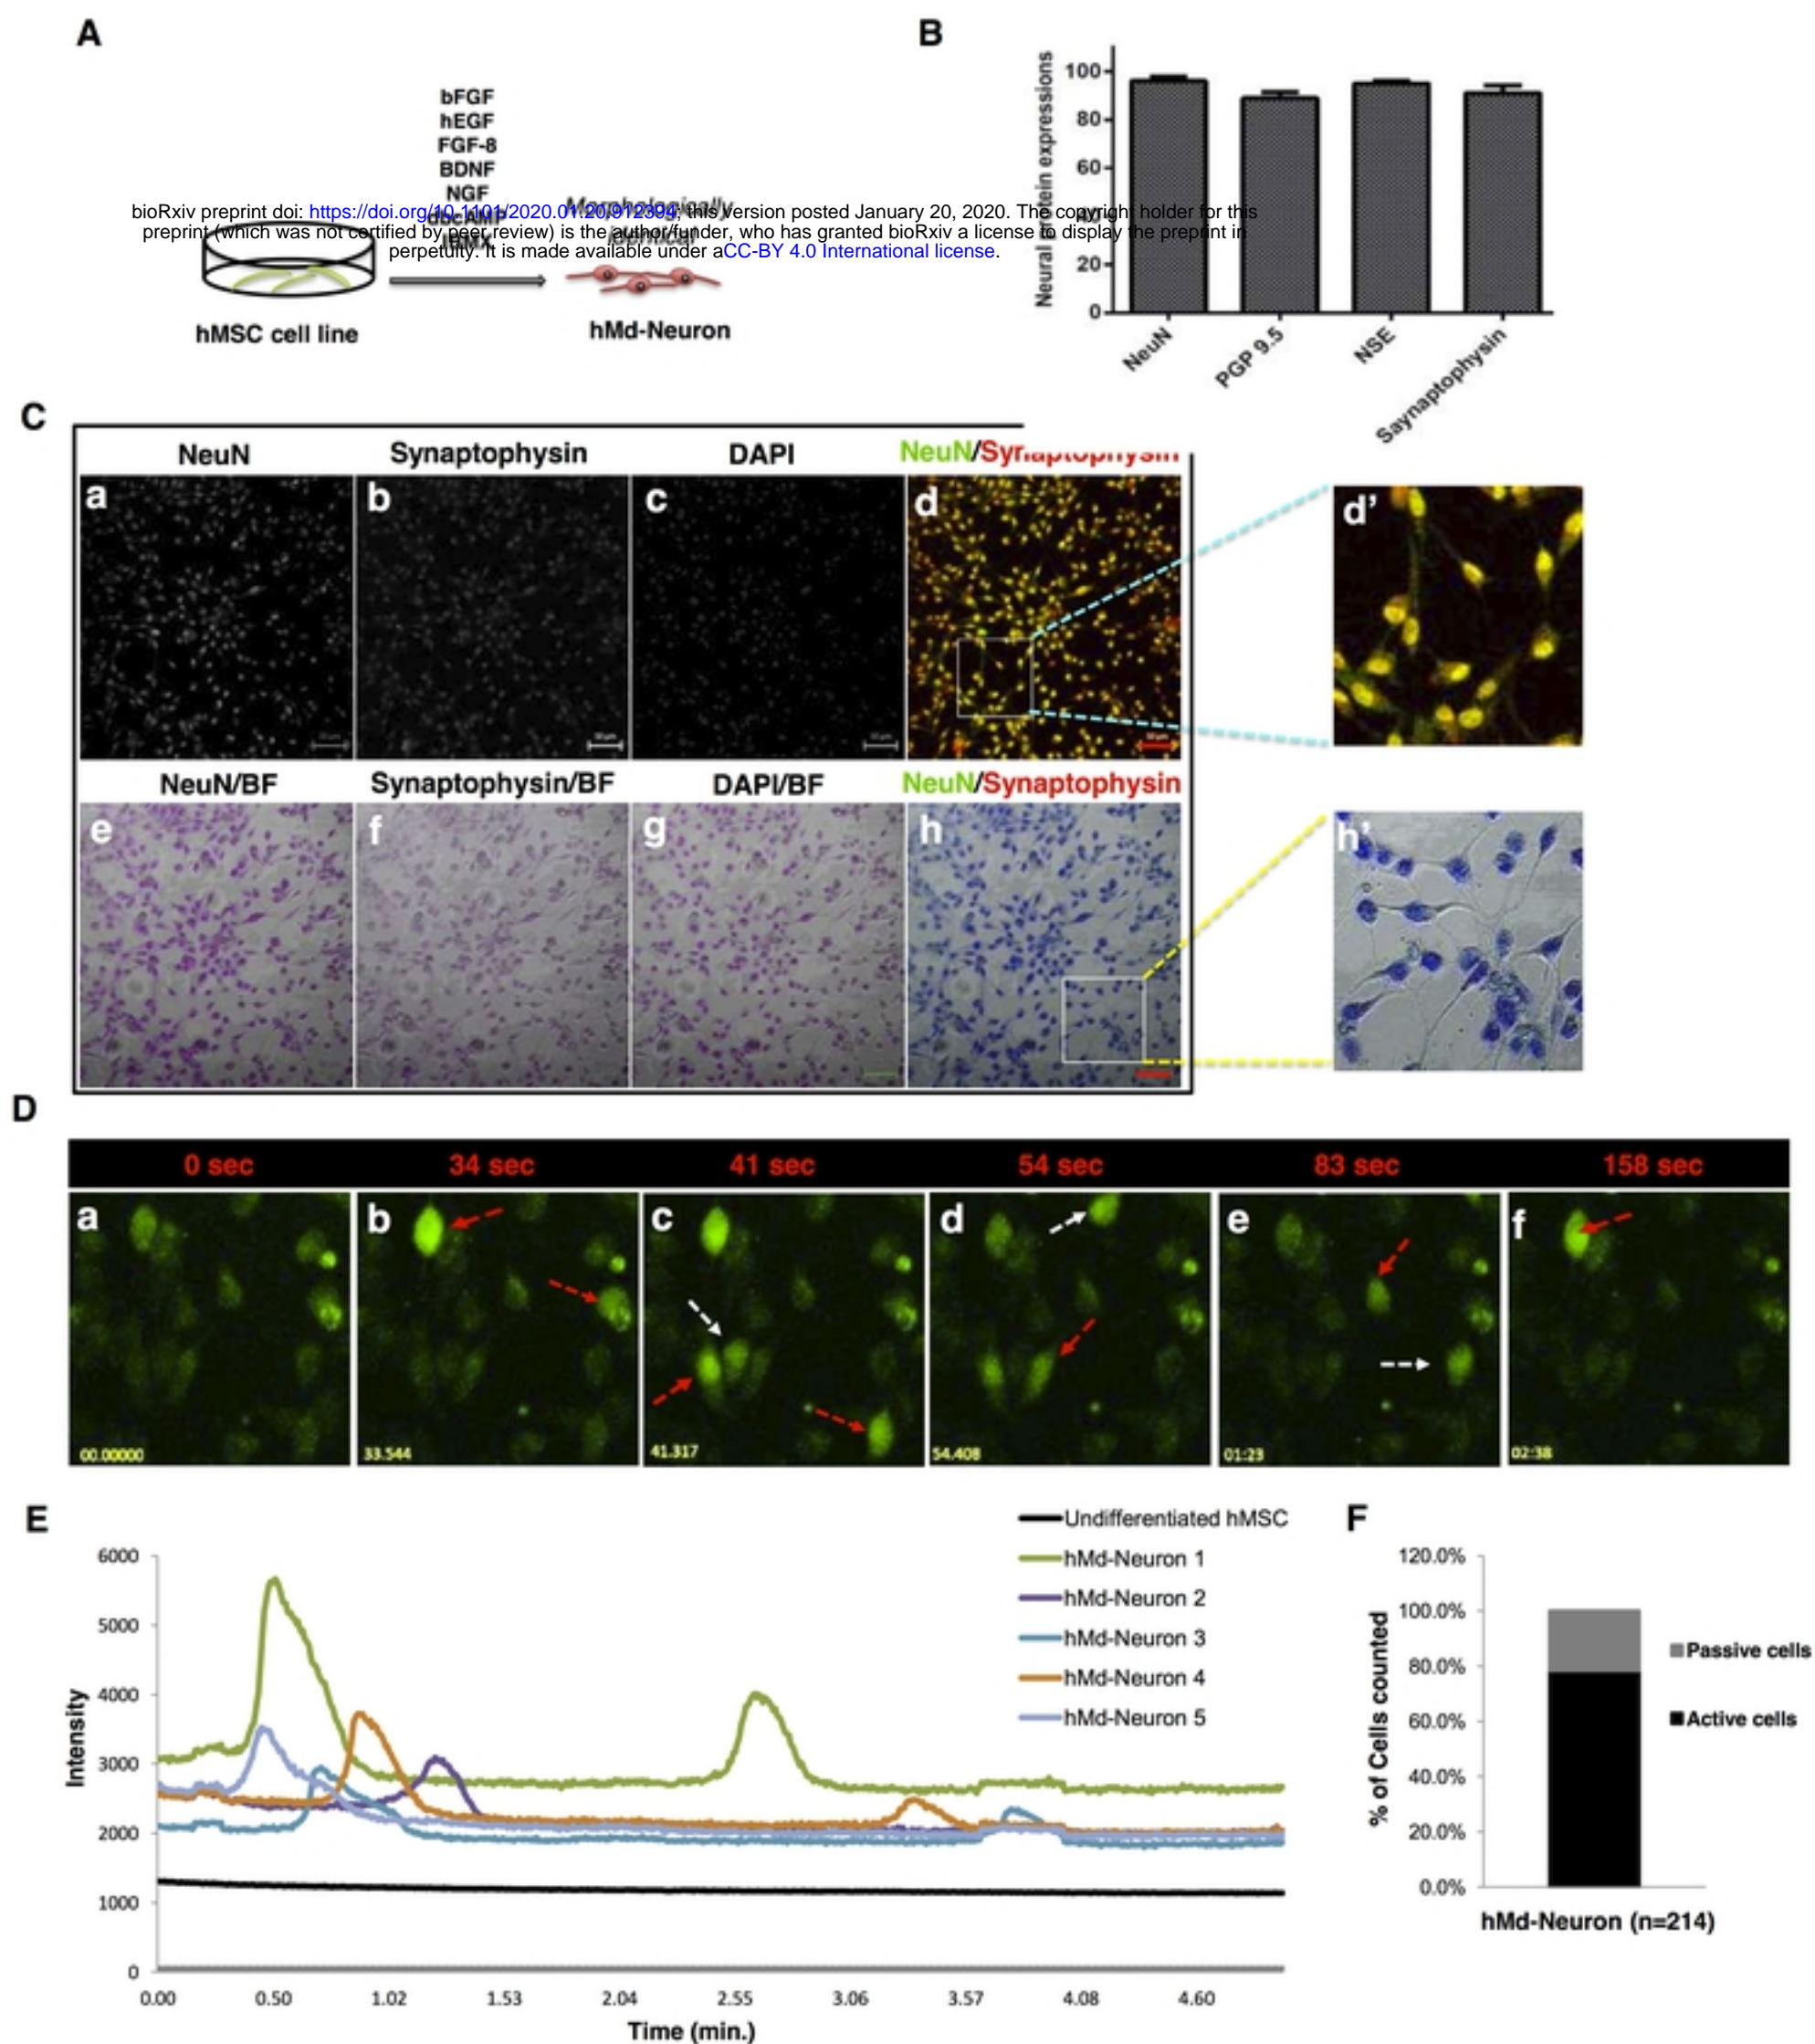 A
bFGF
hEGF
FGF-8
BDNF
NGF
dbcAMP
IBMX
Morphologically
identical
hMSC cell line
hMd-Neuron
bioRxiv preprint doi: https://doi.org/10.1101/2020.01.20.912394; this version posted January 20, 2020. The copyright holder for this
preprint (which was not certified by peer review) is the author/funder, who has granted bioRxiv a license to display the preprint in
perpetuity. It is made available under aCC-BY 4.0 International license.
B
Neural protein expressions
100
80
60
40
20
0
NeuN
PGP 9.5
NSE
Saynaptophysin
C
NeuN
Synaptophysin
DAPI
NeuN/Synaptophysin
a
b
c
d
d'
NeuN/BF
Synaptophysin/BF
DAPI/BF
NeuN/Synaptophysin
e
f
g
h
h'
D
0 sec
34 sec
41 sec
54 sec
83 sec
158 sec
a
b
c
d
e
f
00.00000
33.544
41.317
54.408
01:23
02:38
E
Intensity
6000
5000
4000
3000
2000
1000
0
0.00
0.50
1.02
1.53
2.04
2.55
3.06
3.57
4.08
4.60
Time (min.)
Undifferentiated hMSC
hMd-Neuron 1
hMd-Neuron 2
hMd-Neuron 3
hMd-Neuron 4
hMd-Neuron 5
F
% of Cells counted
120.0%
100.0%
80.0%
60.0%
40.0%
20.0%
0.0%
hMd-Neuron (n=214)
Passive cells
Active cells